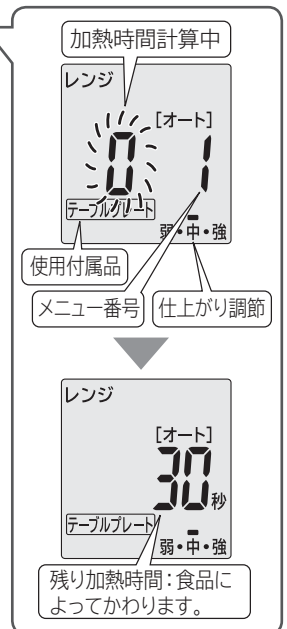 加熱時間計算中
レンジ
[オート]
0 1
テーブルプレート
弱・中・強
使用付属品
メニュー番号
仕上がり調節
レンジ
[オート]
30秒
テーブルプレート
弱・中・強
残り加熱時間：食品に
よってかわります。